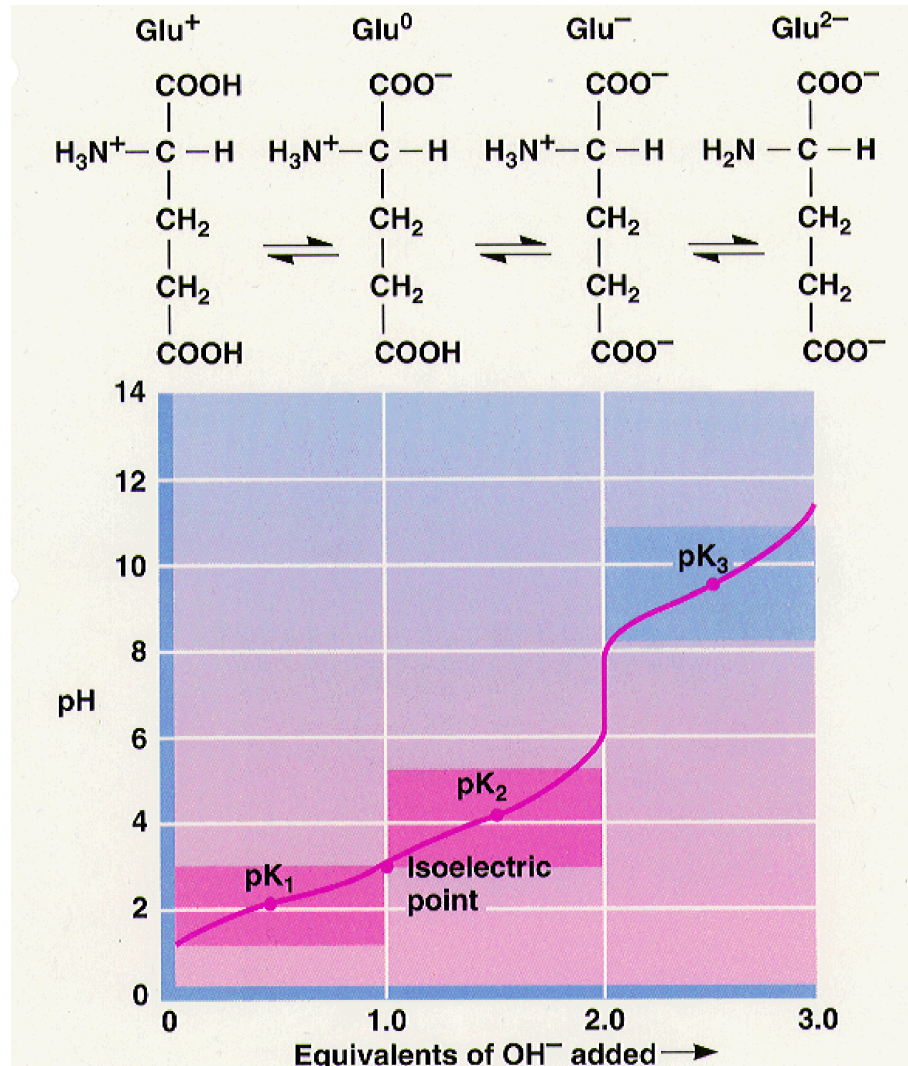 Glu⁺ Glu⁰ Glu⁻ Glu²⁻
COOH COO⁻ COO⁻ COO⁻
H₃N⁺—C—H H₃N⁺—C—H H₃N⁺—C—H H₂N—C—H
CH₂ CH₂ CH₂ CH₂
CH₂ CH₂ CH₂ CH₂
COOH COOH COO⁻ COO⁻
14
12
10
pK₃
8
pH
6
pK₂
4
Isoelectric
point
pK₁
2
0
0 1.0 2.0 3.0
Equivalents of OH⁻ added→